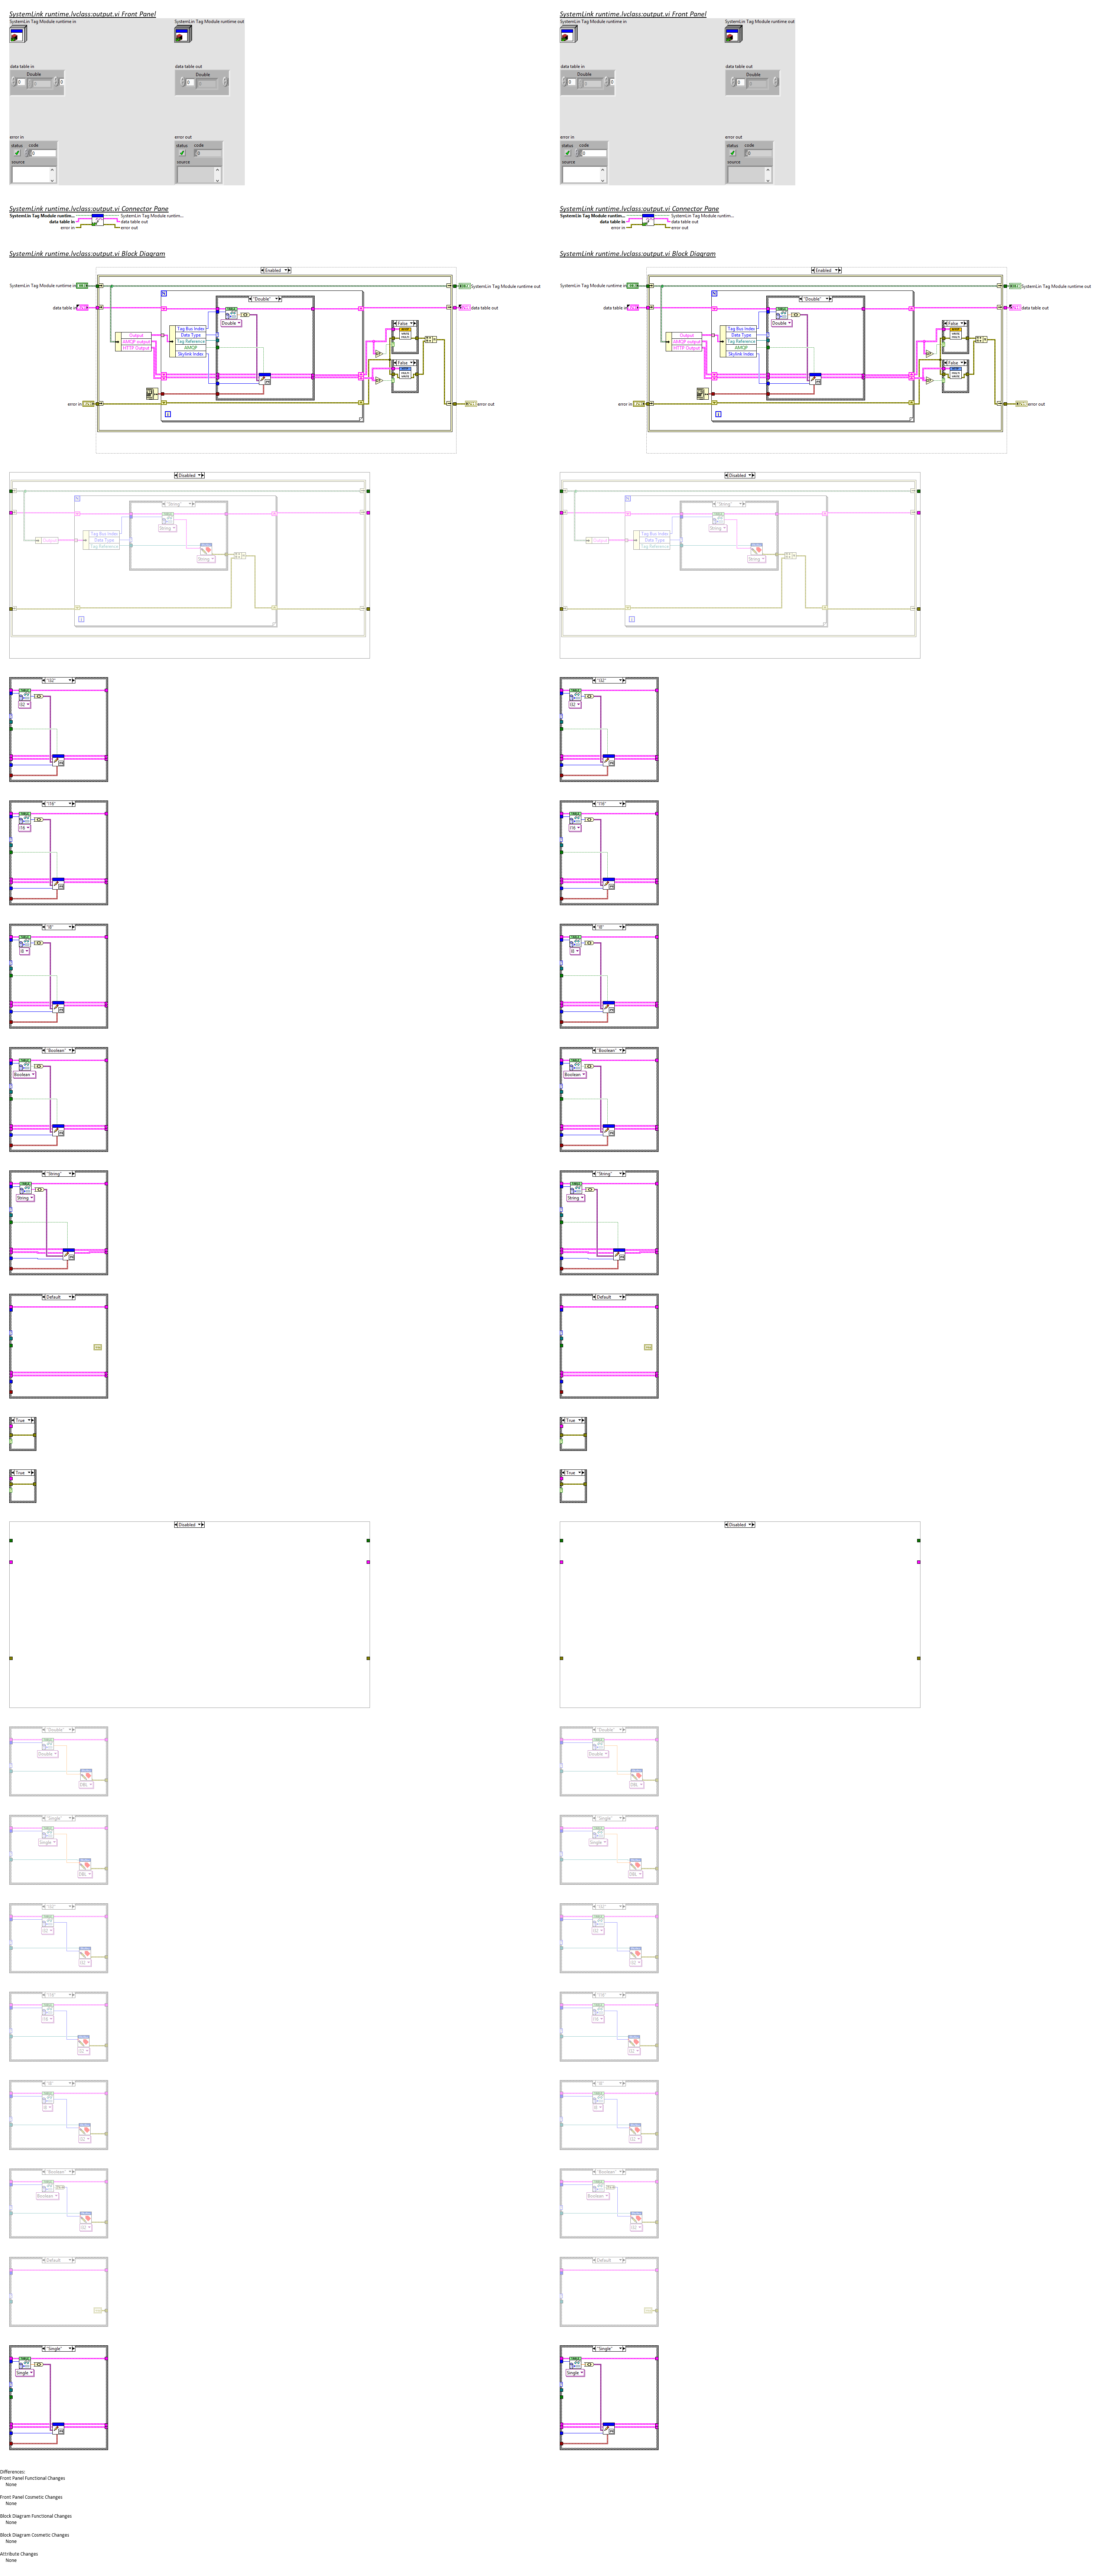 SystemLink runtime.lvclass:output.vi Front Panel
SystemLin Tag Module runtime in
SystemLin Tag Module runtime out
data table in
data table out
Double
Double
0
0
error in
error out
status code
status code
0
source
source
SystemLink runtime.lvclass:output.vi Connector Pane
SystemLin Tag Module runtim...
SystemLin Tag Module runtim...
data table in
data table out
error in
error out
SystemLink runtime.lvclass:output.vi Block Diagram
Enabled
SystemLin Tag Module runtime in
SystemLin Tag Module runtime out
data table in
data table out
"Double"
Double
Output
AMQP output
HTTP Output
Tag Bus Index
Data Type
Tag Reference
AMQP
Skylink Index
False
False
error in
error out
Disabled
"String"
String
Output
Tag Bus Index
Data Type
Tag Reference
String
"I32"
I32
"I16"
I16
"I8"
I8
"Boolean"
Boolean
"String"
String
Default
True
True
Disabled
"Double"
Double
DBL
"Single"
Single
DBL
"I32"
I32
I32
"I16"
I16
I32
"I8"
I8
I32
"Boolean"
Boolean
I32
Default
"Single"
Single
SystemLink runtime.lvclass:output.vi Front Panel
SystemLin Tag Module runtime in
SystemLin Tag Module runtime out
data table in
data table out
Double
Double
0
0
error in
error out
status code
status code
0
source
source
SystemLink runtime.lvclass:output.vi Connector Pane
SystemLin Tag Module runtim...
SystemLin Tag Module runtim...
data table in
data table out
error in
error out
SystemLink runtime.lvclass:output.vi Block Diagram
Enabled
SystemLin Tag Module runtime in
SystemLin Tag Module runtime out
data table in
data table out
"Double"
Double
Output
AMQP output
HTTP Output
Tag Bus Index
Data Type
Tag Reference
AMQP
Skylink Index
False
False
error in
error out
Disabled
"String"
String
Output
Tag Bus Index
Data Type
Tag Reference
String
"I32"
I32
"I16"
I16
"I8"
I8
"Boolean"
Boolean
"String"
String
Default
True
True
Disabled
"Double"
Double
DBL
"Single"
Single
DBL
"I32"
I32
I32
"I16"
I16
I32
"I8"
I8
I32
"Boolean"
Boolean
I32
Default
"Single"
Single
Differences:
Front Panel Functional Changes
None
Front Panel Cosmetic Changes
None
Block Diagram Functional Changes
None
Block Diagram Cosmetic Changes
None
Attribute Changes
None